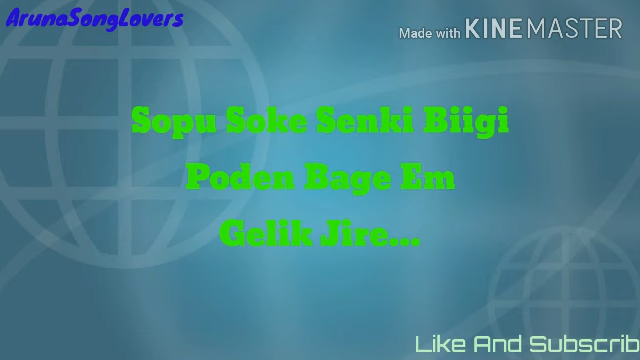 ArunaSongLovers
Made with KINEMASTER
Sopu Soke Senki Biigi
Poden Bage Em
Gelik Jire...
Like And Subscrib